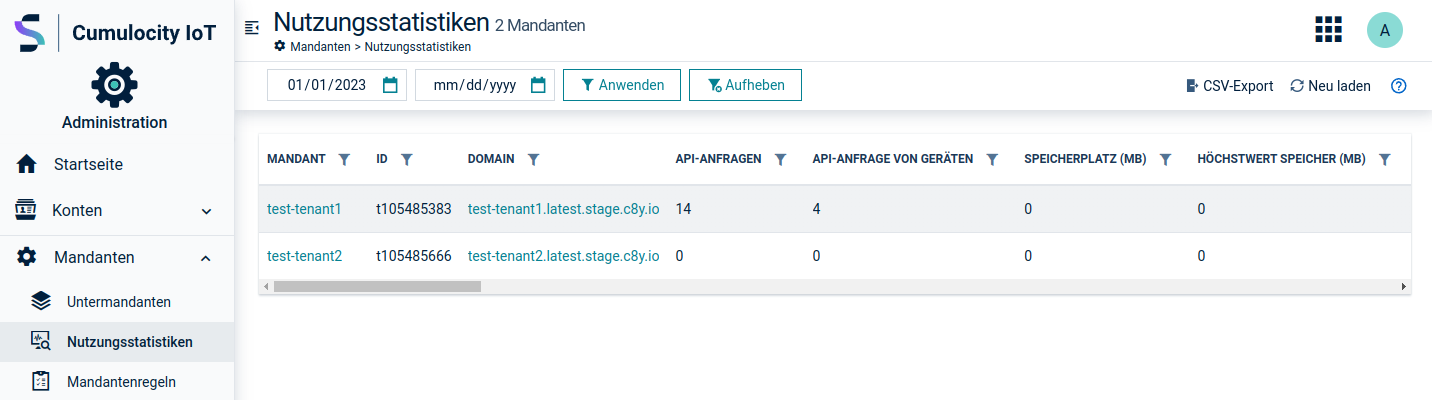 Cumulocity IoT
Administration
Startseite
Konten
Mandanten
Untermandanten
Nutzungsstatistiken
Mandantenregeln
Nutzungsstatistiken 2 Mandanten
Mandanten > Nutzungsstatistiken
A
01/01/2023 mm/dd/yyyy Anwenden Aufheben CSV-Export Neu laden ?
MANDANT ID DOMAIN API-ANFRAGEN API-ANFRAGE VON GERÄTEN SPEICHERPLATZ (MB) HÖCHSTWERT SPEICHER (MB)
test-tenant1 t105485383 test-tenant1.latest.stage.c8y.io 14 4 0 0
test-tenant2 t105485666 test-tenant2.latest.stage.c8y.io 0 0 0 0